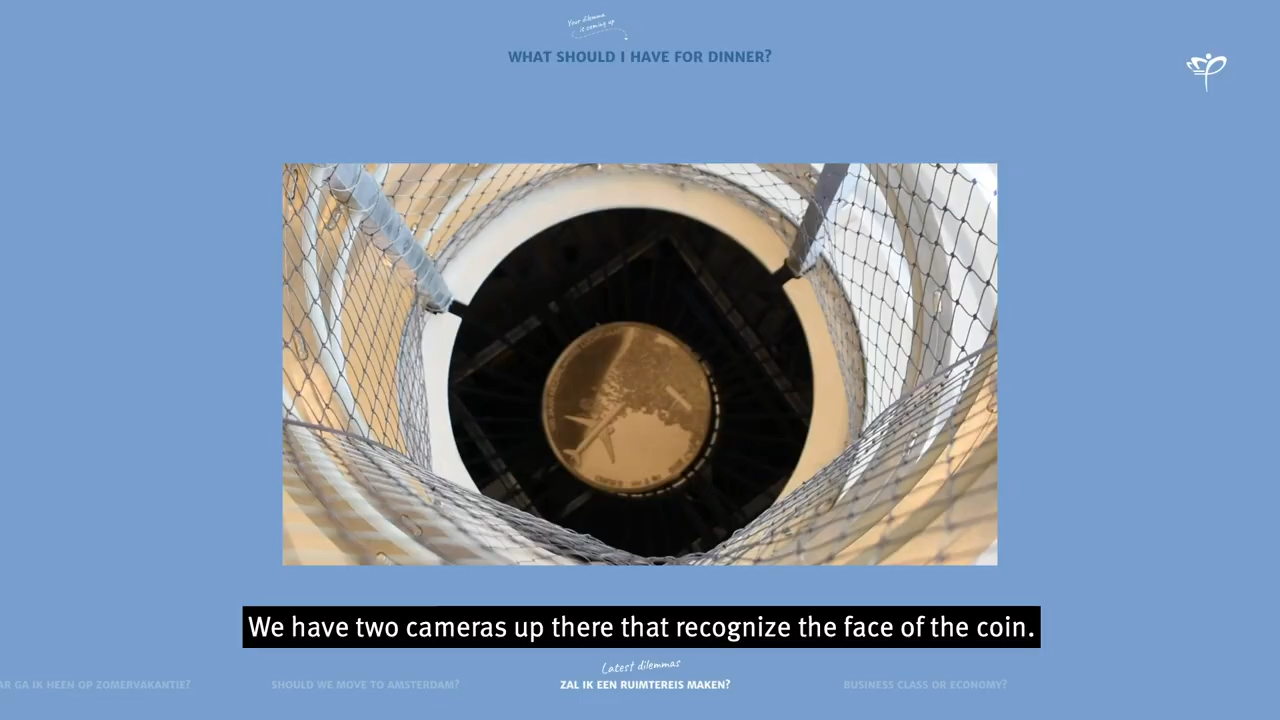 Your dilemma
is coming up
WHAT SHOULD I HAVE FOR DINNER?
We have two cameras up there that recognize the face of the coin.
Latest dilemmas
AR GA IK HEEN OP ZOMERVAKANTIE?
SHOULD WE MOVE TO AMSTERDAM?
ZAL IK EEN RUIMTEREIS MAKEN?
BUSINESS CLASS OR ECONOMY?